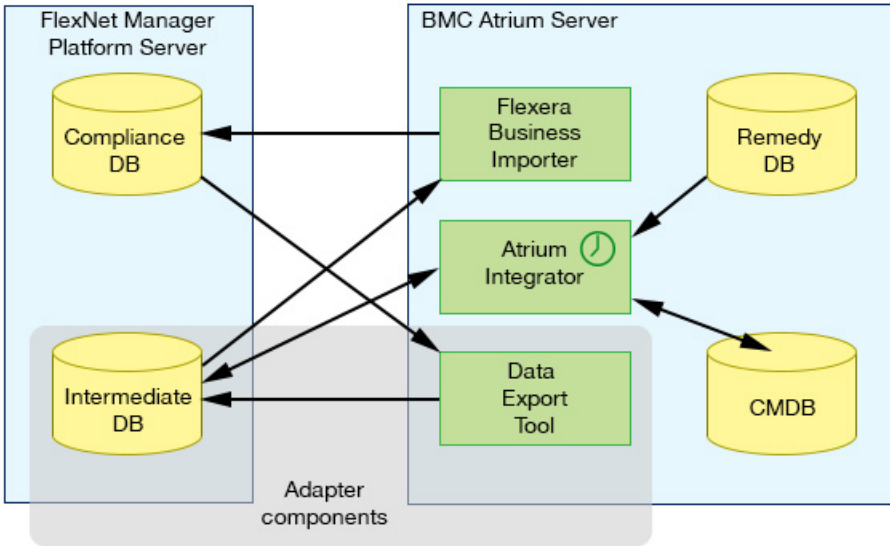 FlexNet Manager
Platform Server
BMC Atrium Server
Compliance
DB
Flexera
Business
Importer
Remedy
DB
Atrium
Integrator
Intermediate
DB
Data
Export
Tool
CMDB
Adapter
components